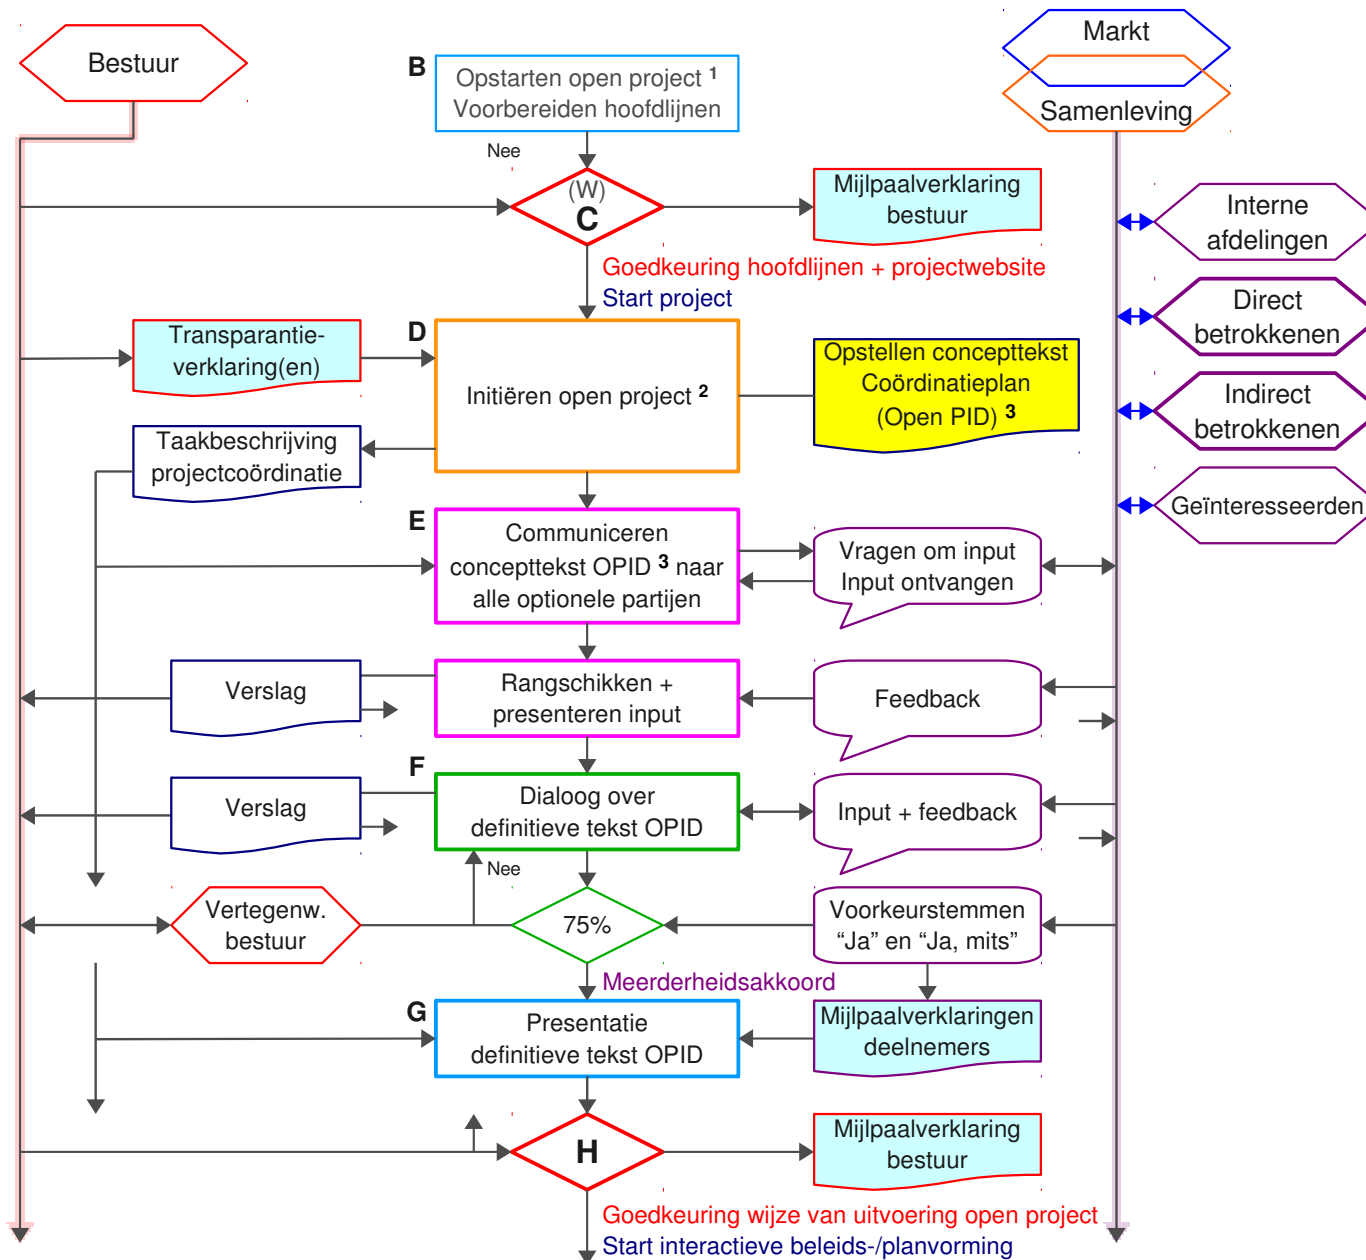 Bestuur
B
Opstarten open project 1
Voorbereiden hoofdlijnen
Markt
Samenleving
Nee
(W)
C
Mijlpaalverklaring
bestuur
Interne
afdelingen
Goedkeuring hoofdlijnen + projectwebsite
Start project
Direct
betrokkenen
Transparantie-
verklaring(en)
D
Initiëren open project 2
Opstellen concepttekst
Coördinatieplan
(Open PID) 3
Indirect
betrokkenen
Taakbeschrijving
projectcoördinatie
Geïnteresseerden
E
Communiceren
concepttekst OPID 3 naar
alle optionele partijen
Vragen om input
Input ontvangen
Verslag
Rangschikken +
presenteren input
Feedback
F
Verslag
Dialoog over
definitieve tekst OPID
Input + feedback
Nee
Vertegenw.
bestuur
75%
Voorkeurstemmen
“Ja” en “Ja, mits”
Meerderheidsakkoord
G
Presentatie
definitieve tekst OPID
Mijlpaalverklaringen
deelnemers
H
Mijlpaalverklaring
bestuur
Goedkeuring wijze van uitvoering open project
Start interactieve beleids-/planvorming